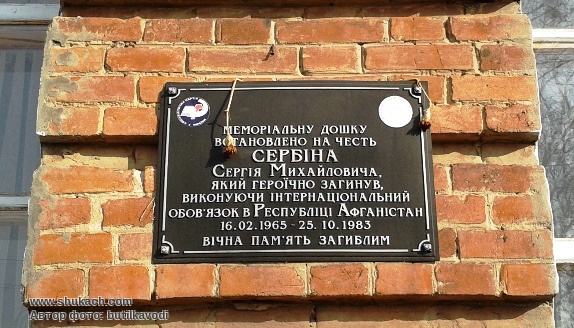 МЕМОРІАЛЬНУ ДОШКУ
ВСТАНОВЛЕНО НА ЧЕСТЬ
СЕРБІНА
СЕРГІЯ МИХАЙЛОВИЧА,
ЯКИЙ ГЕРОЇЧНО ЗАГИНУВ,
ВИКОНУЮЧИ ІНТЕРНАЦІОНАЛЬНИЙ
ОБОВ'ЯЗОК В РЕСПУБЛІЦІ АФГАНІСТАН
16.02.1965 - 25.10.1983
ВІЧНА ПАМ'ЯТЬ ЗАГИБЛИМ
www.shukach.com
Автор фото: butilkavodi